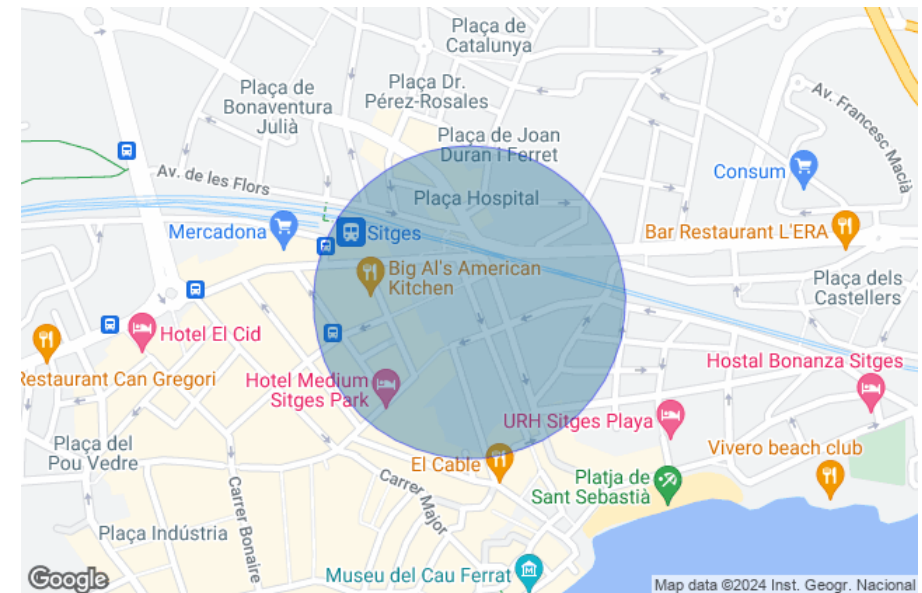 Plaça de
Catalunya
Plaça Dr.
Pérez-Rosales
Plaça de
Bonaventura
Julià
Av. Francesc Macià
Plaça de Joan
Duran i Ferret
Consum
Av. de les Flors
Plaça Hospital
Mercadona
Sitges
Bar Restaurant L'ERA
Big Al's American
Kitchen
Plaça dels
Castellers
Hotel El Cid
Hostal Bonanza Sitges
Restaurant Can Gregori
Hotel Medium
Sitges Park
URH Sitges Playa
Plaça del
Pou Vedre
El Cable
Vivero beach club
Platja de
Sant Sebastià
Carrer Major
Carrer Bonaire
Plaça Indústria
Museu del Cau Ferrat
Google
Map data ©2024 Inst. Geogr. Nacional